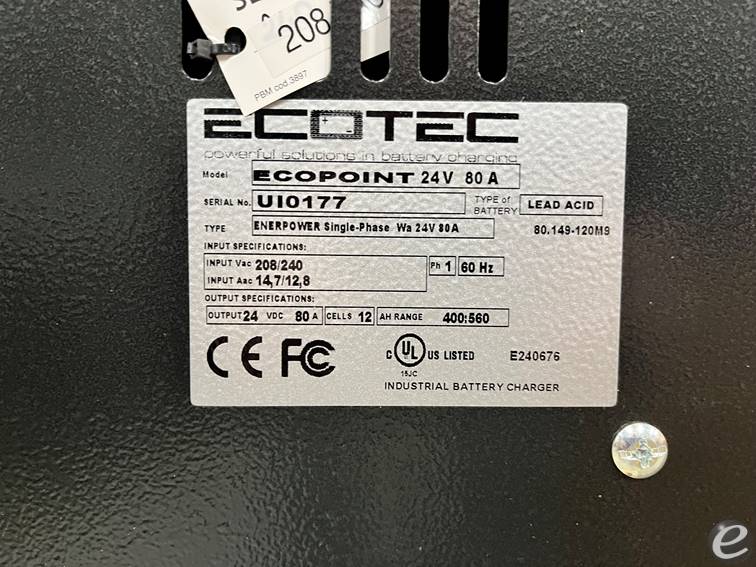 208
PBM cod.3897
ECOTEC
powerful solutions in battery charging
Model ECOPOINT 24V 80 A
SERIAL No. UI0177 TYPE of BATTERY LEAD ACID
TYPE ENERPOWER Single-Phase Wa 24V 80A 80.149-120M9
INPUT SPECIFICATIONS:
INPUT Vac 208/240 Ph 1 60 Hz
INPUT Aac 14,7/12,8
OUTPUT SPECIFICATIONS:
OUTPUT 24 VDC 80 A CELLS 12 AH RANGE 400:560
CE FC C UL US LISTED E240676
15JC
INDUSTRIAL BATTERY CHARGER
e